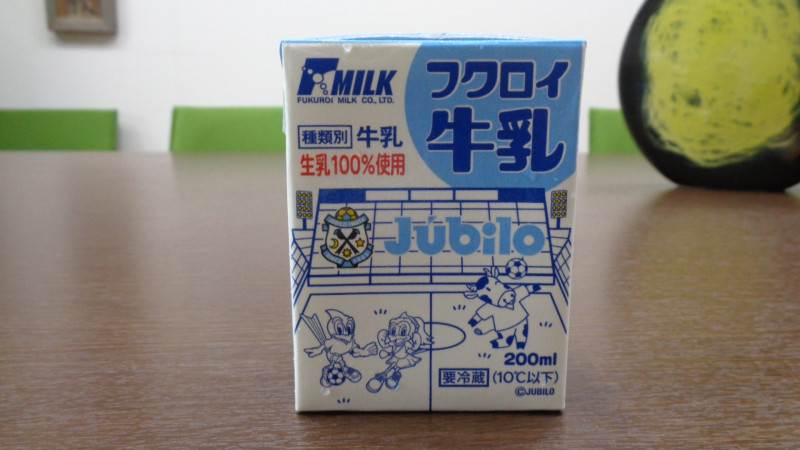 MILK
FUKUROI MILK CO., LTD.
フクロイ
牛乳
種類別 牛乳
生乳100%使用
Júbilo
200ml
要冷蔵 (10℃以下)
©JUBILO